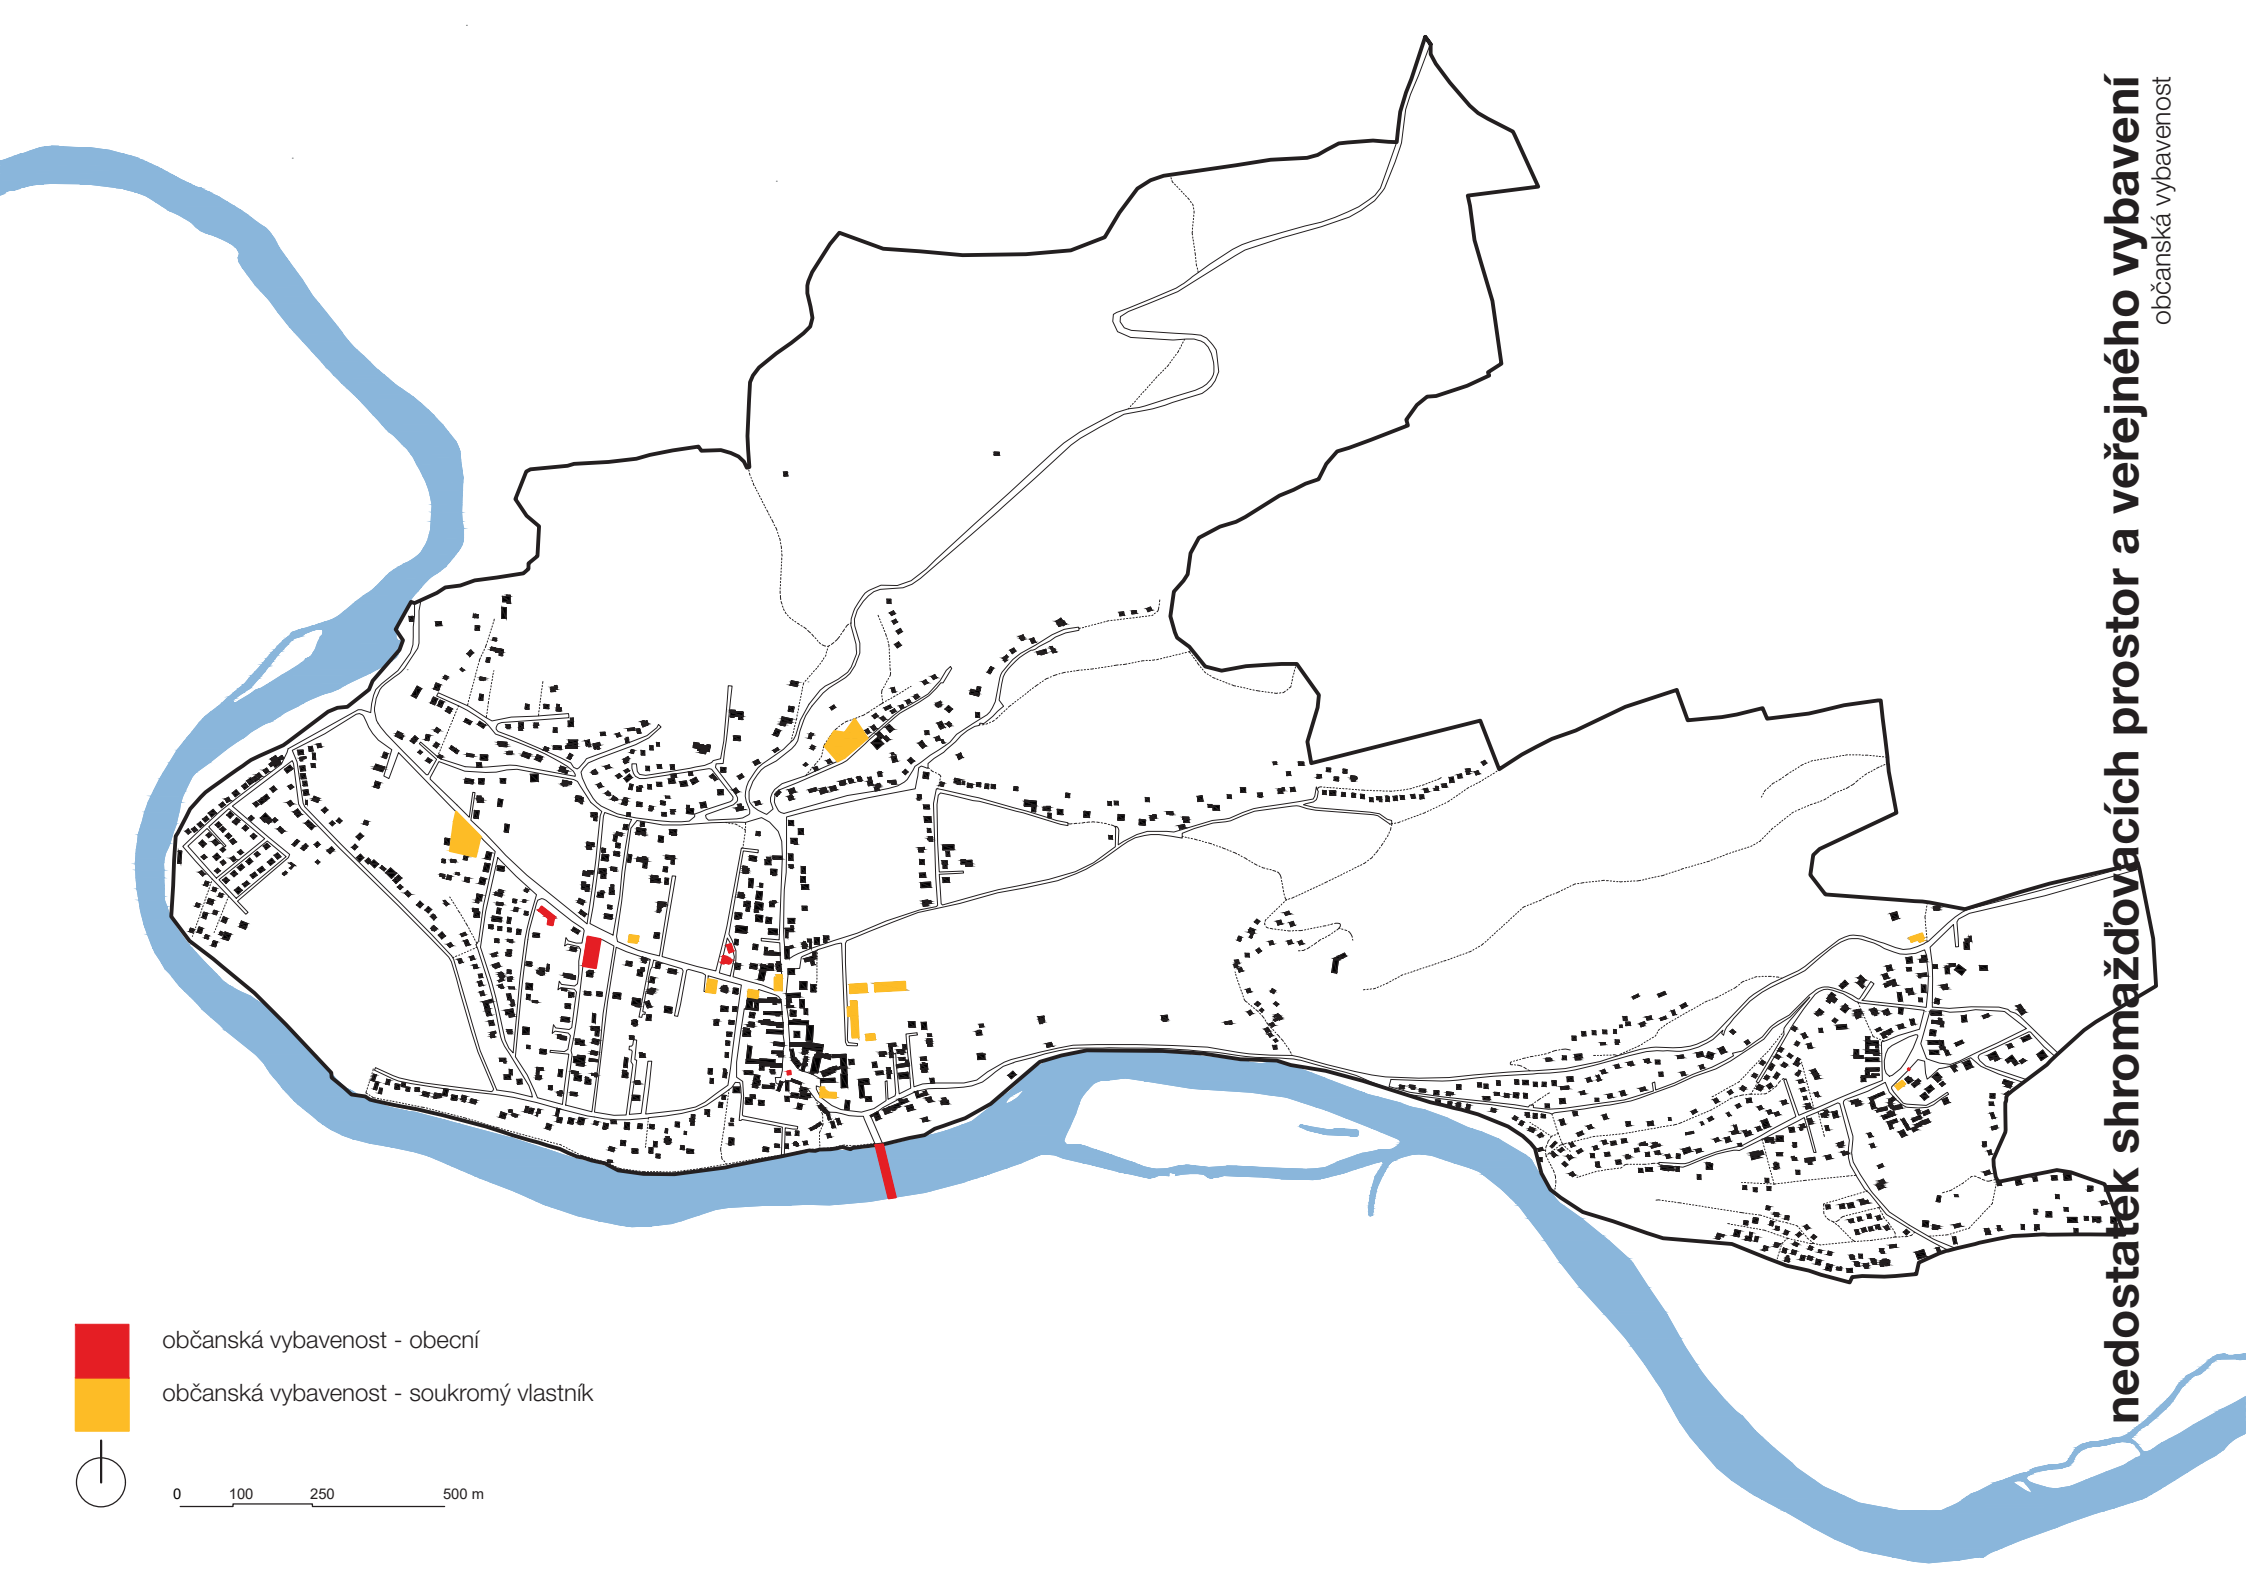 nedostatek shromažďovacích prostor a veřejného vybavení
občanská vybavenost
občanská vybavenost - obecní
občanská vybavenost - soukromý vlastník
0 100 250 500 m